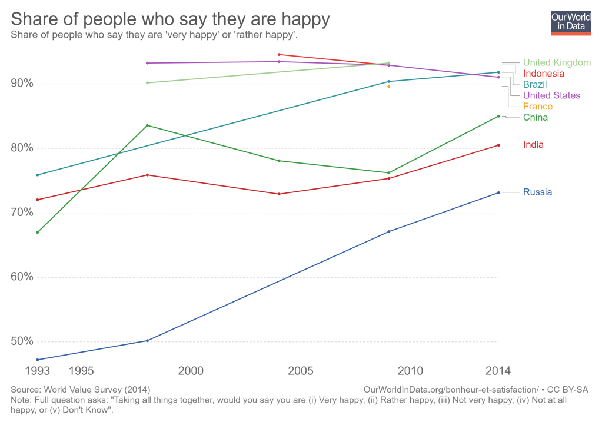 Share of people who say they are happy
Share of people who say they are 'very happy' or 'rather happy'.
Our World
in Data
90%
80%
70%
60%
50%
1993
1995
2000
2005
2010
2014
United Kingdom
Indonesia
Brazil
United States
France
China
India
Russia
Source: World Value Survey (2014)
OurWorldInData.org/bonheur-et-satisfaction/ • CC BY-SA
Note: Full question asks: "Taking all things together, would you say you are (i) Very happy, (ii) Rather happy, (iii) Not very happy, (iv) Not at all
happy, or (v) Don't Know".